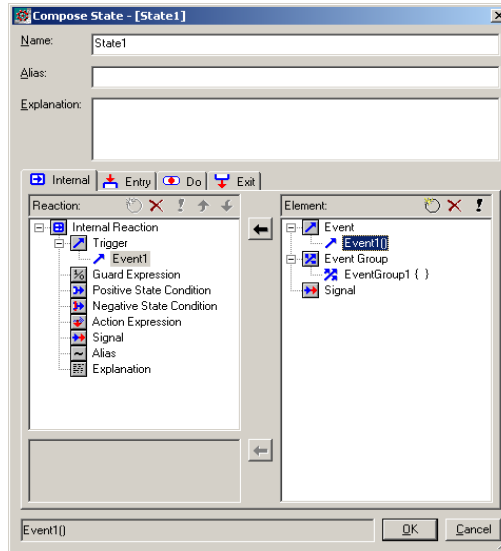 Compose State - [State1]
Name: State1
Alias:
Explanation:
Internal Entry Do Exit
Reaction:
Internal Reaction
Trigger
Event1
Guard Expression
Positive State Condition
Negative State Condition
Action Expression
Signal
Alias
Explanation
Element:
Event
Event1()
Event Group
EventGroup1 { }
Signal
Event1()
OK Cancel